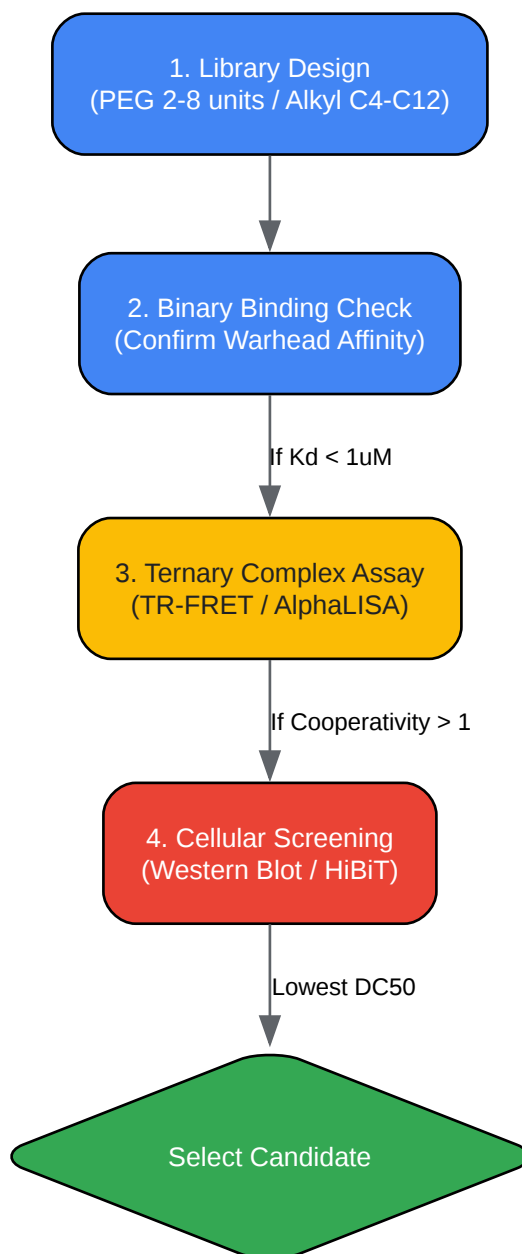 1. Library Design
(PEG 2-8 units / Alkyl C4-C12)
2. Binary Binding Check
(Confirm Warhead Affinity)
If Kd < 1uM
3. Ternary Complex Assay
(TR-FRET / AlphaLISA)
If Cooperativity > 1
4. Cellular Screening
(Western Blot / HiBiT)
Lowest DC50
Select Candidate